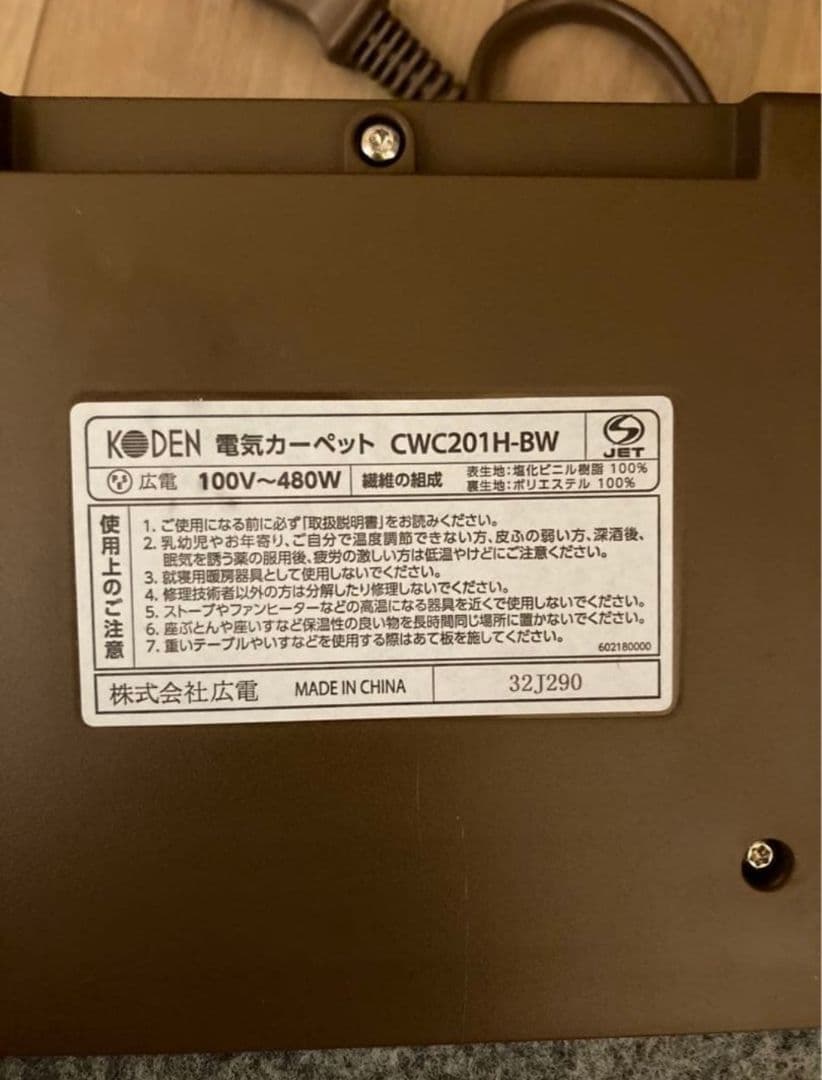 KODEN 電気カーペット CWC201H-BW
JET
広電 100V～480W 繊維の組成 表生地:塩化ビニル樹脂 100%
裏生地:ポリエステル 100%
使用上のご注意
1. ご使用になる前に必ず「取扱説明書」をお読みください。
2. 乳幼児やお年寄り、ご自分で温度調節できない方、皮ふの弱い方、深酒後、
眠気を誘う薬の服用後、疲労の激しい方は低温やけどにご注意ください。
3. 就寝用暖房器具として使用しないでください。
4. 修理技術者以外の方は分解したり修理しないでください。
5. ストーブやファンヒーターなどの高温になる器具を近くで使用しないでください。
6. 座ぶとんや座いすなど保温性の良い物を長時間同じ場所に置かないでください。
7. 重いテーブルやいすなどを使用する際はあて板を施してください。
602180000
株式会社広電 MADE IN CHINA 32J290